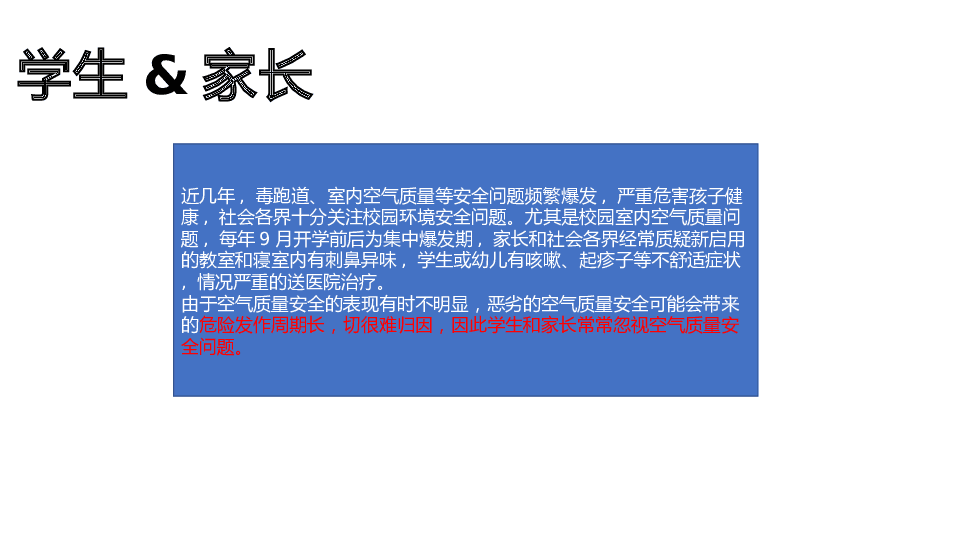 学生 & 家长
近几年，毒跑道、室内空气质量等安全问题频繁爆发，严重危害孩子健
康，社会各界十分关注校园环境安全问题。尤其是校园室内空气质量问
题，每年 9 月开学前后为集中爆发期，家长和社会各界经常质疑新启用
的教室和寝室内有刺鼻异味，学生或幼儿有咳嗽、起疹子等不舒适症状
，情况严重的送医院治疗。
由于空气质量安全的表现有时不明显，恶劣的空气质量安全可能会带来
的危险发作周期长，切很难归因，因此学生和家长常常忽视空气质量安
全问题。